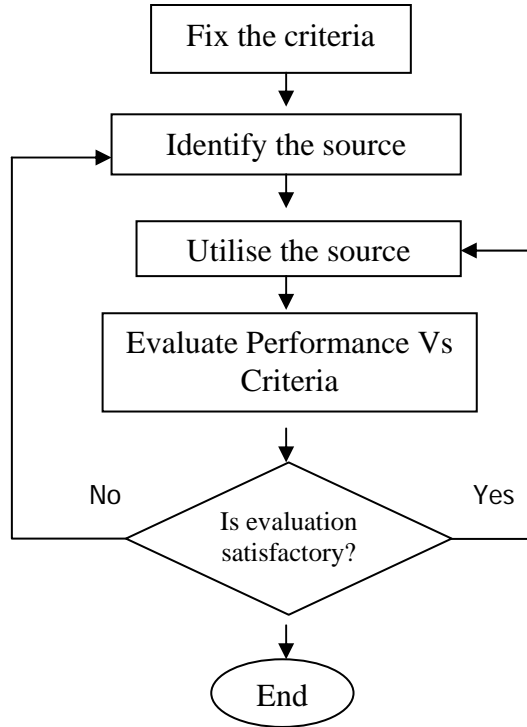 Fix the criteria
Identify the source
Utilise the source
Evaluate Performance Vs
Criteria
No
Yes
Is evaluation
satisfactory?
End